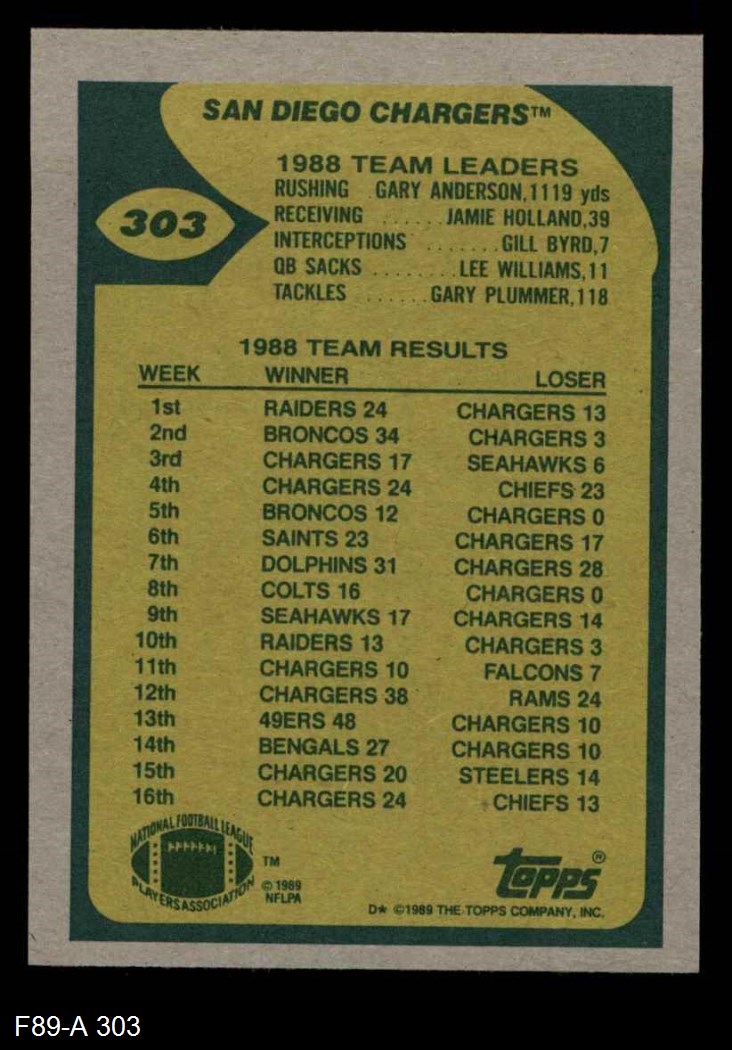 SAN DIEGO CHARGERS™
1988 TEAM LEADERS
RUSHING GARY ANDERSON,1119 yds
303
RECEIVING ...... JAMIE HOLLAND,39
INTERCEPTIONS ....... GILL BYRD,7
QB SACKS ........ LEE WILLIAMS,11
TACKLES ...... GARY PLUMMER,118
1988 TEAM RESULTS
WEEK WINNER LOSER
1st RAIDERS 24 CHARGERS 13
2nd BRONCOS 34 CHARGERS 3
3rd CHARGERS 17 SEAHAWKS 6
4th CHARGERS 24 CHIEFS 23
5th BRONCOS 12 CHARGERS 0
6th SAINTS 23 CHARGERS 17
7th DOLPHINS 31 CHARGERS 28
8th COLTS 16 CHARGERS 0
9th SEAHAWKS 17 CHARGERS 14
10th RAIDERS 13 CHARGERS 3
11th CHARGERS 10 FALCONS 7
12th CHARGERS 38 RAMS 24
13th 49ERS 48 CHARGERS 10
14th BENGALS 27 CHARGERS 10
15th CHARGERS 20 STEELERS 14
16th CHARGERS 24 CHIEFS 13
NATIONAL FOOTBALL LEAGUE
PLAYERS ASSOCIATION
TM
© 1989
NFLPA
topps®
D* ©1989 THE TOPPS COMPANY, INC.
F89-A 303